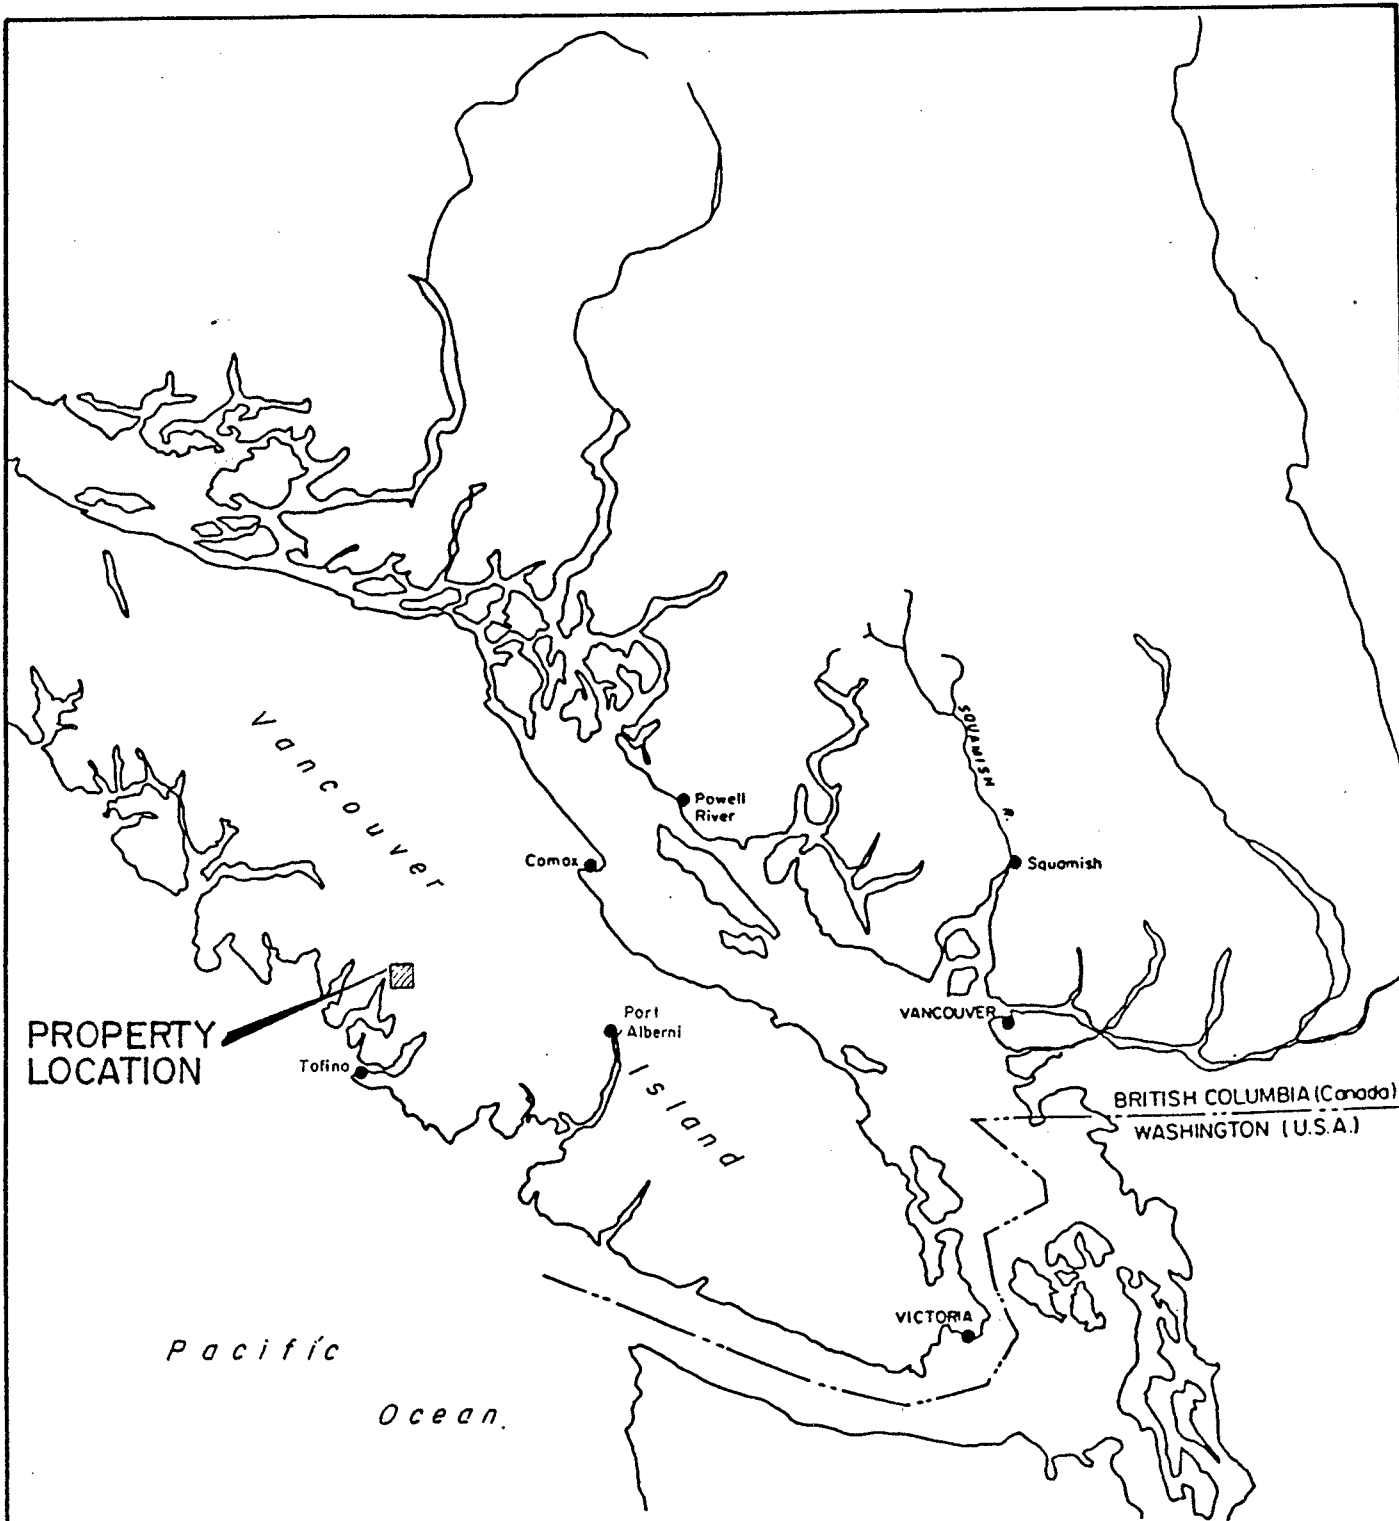 Vancouver
SQUAMISH R.
Powell
River
Comox
Squamish
PROPERTY
LOCATION
Port
Alberni
VANCOUVER
Tofino
Island
BRITISH COLUMBIA (Canada)
WASHINGTON (U.S.A.)
VICTORIA
Pacific
Ocean.